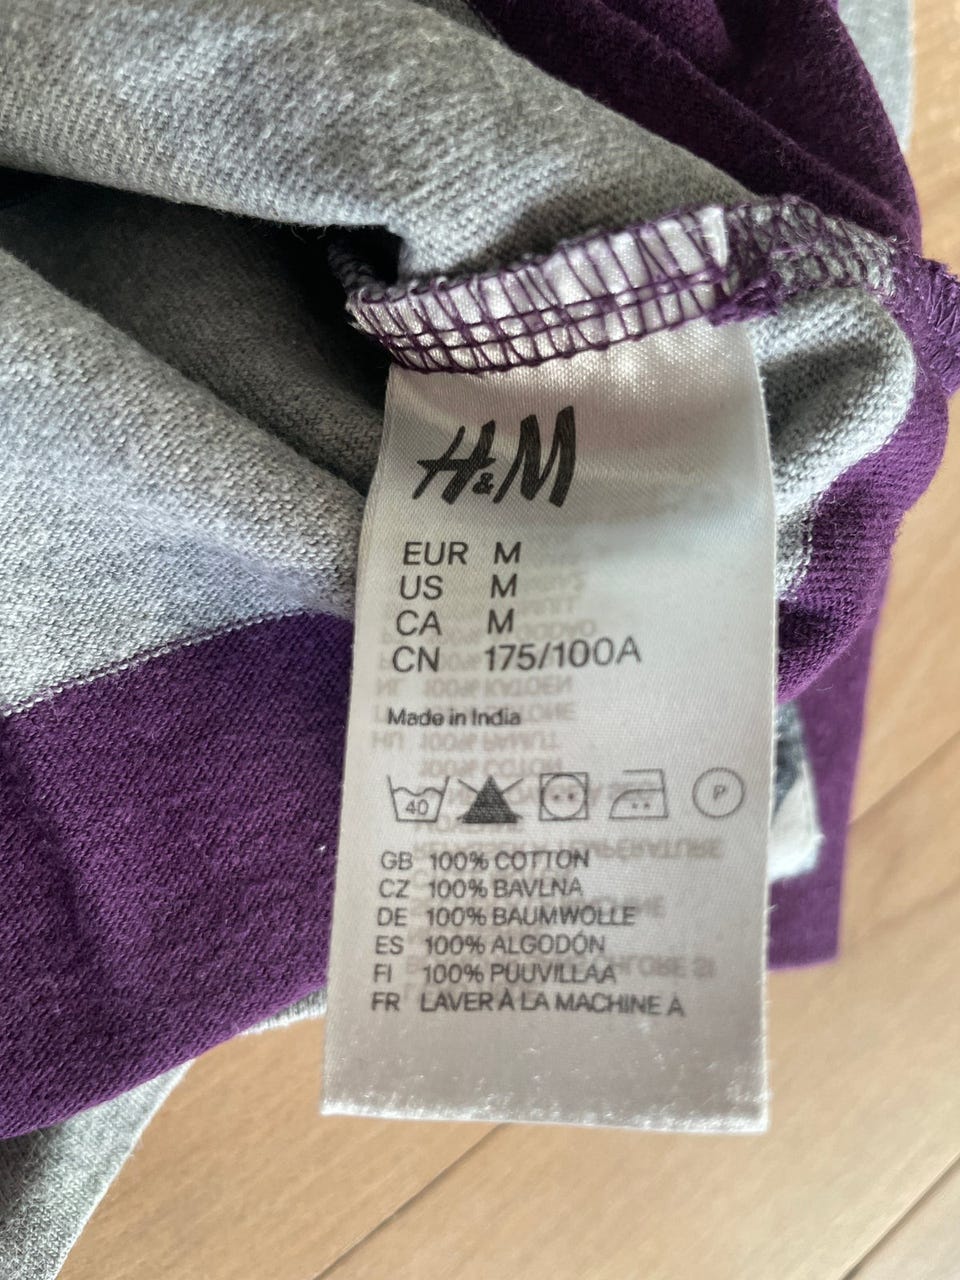 H&M
EUR M
US M
CA M
CN 175/100A
Made in India
40 P
GB 100% COTTON
CZ 100% BAVLNA
DE 100% BAUMWOLLE
ES 100% ALGODÓN
FI 100% PUUVILLAA
FR LAVER À LA MACHINE À